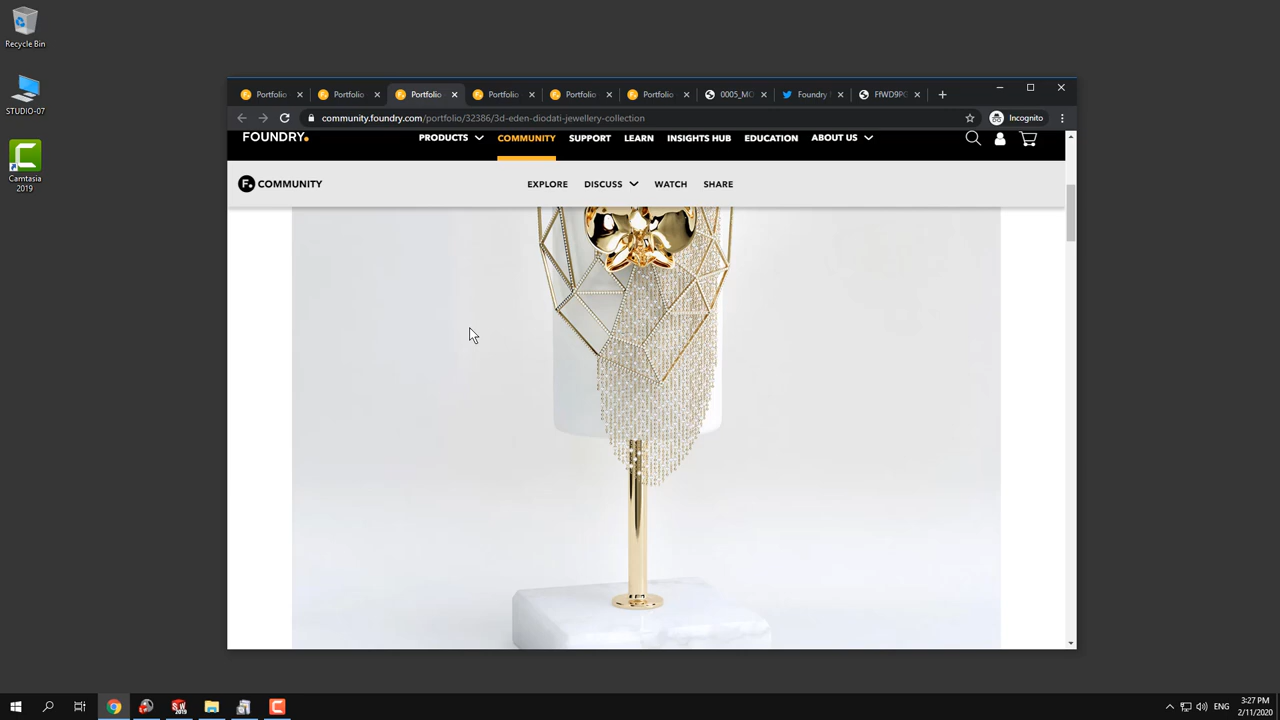 Recycle Bin
STUDIO-07
Camtasia
2019
Portfolio
Portfolio
Portfolio
Portfolio
Portfolio
Portfolio
0005_MO
Foundry
FfWD9PG
community.foundry.com/portfolio/32386/3d-eden-diodati-jewellery-collection
Incognito
FOUNDRY.
PRODUCTS
COMMUNITY
SUPPORT
LEARN
INSIGHTS HUB
EDUCATION
ABOUT US
COMMUNITY
EXPLORE
DISCUSS
WATCH
SHARE
ENG
3:27 PM
2/11/2020